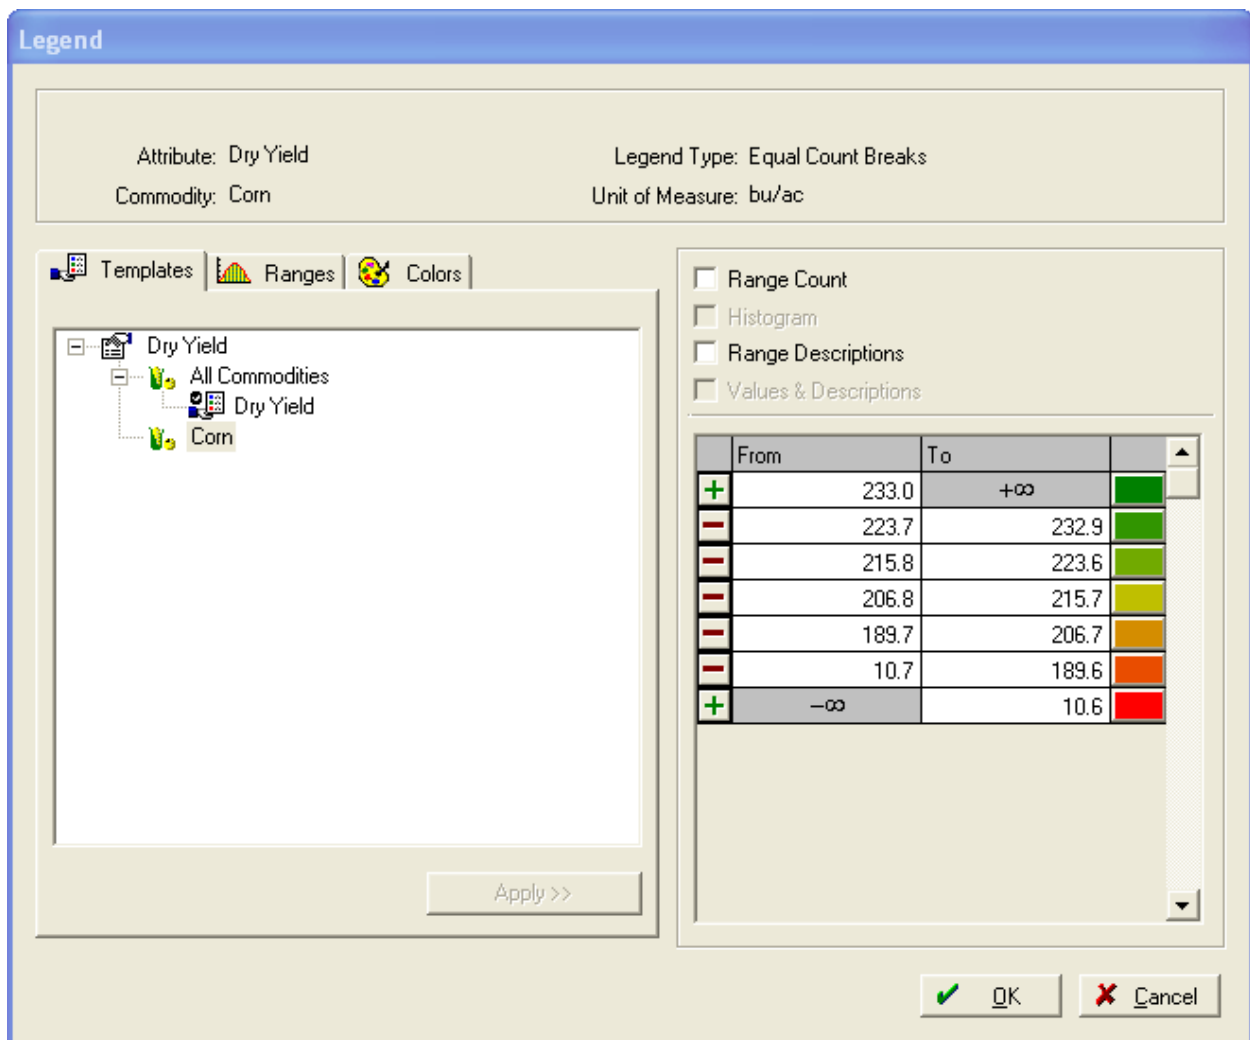 Legend
Attribute: Dry Yield
Legend Type: Equal Count Breaks
Commodity: Corn
Unit of Measure: bu/ac
Templates
Ranges
Colors
Dry Yield
All Commodities
Dry Yield
Corn
Apply >>
Range Count
Histogram
Range Descriptions
Values & Descriptions
From To
233.0 +∞
223.7 232.9
215.8 223.6
206.8 215.7
189.7 206.7
10.7 189.6
−∞ 10.6
OK
Cancel